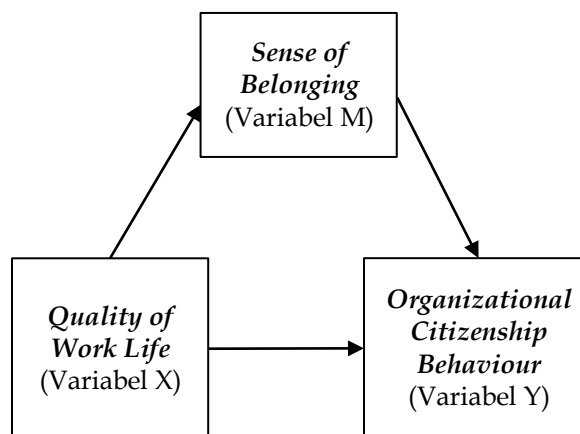 Sense of
Belonging
(Variabel M)
Quality of
Work Life
(Variabel X)
Organizational
Citizenship
Behaviour
(Variabel Y)